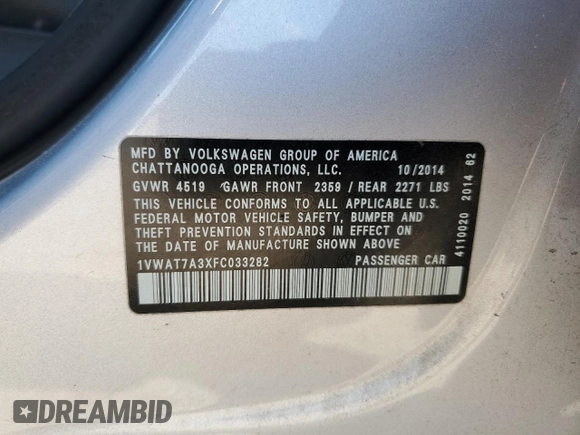 MFD BY VOLKSWAGEN GROUP OF AMERICA
CHATTANOOGA OPERATIONS, LLC. 10/2014
GVWR 4519 GAWR FRONT 2359 / REAR 2271 LBS
THIS VEHICLE CONFORMS TO ALL APPLICABLE U.S.
FEDERAL MOTOR VEHICLE SAFETY, BUMPER AND
THEFT PREVENTION STANDARDS IN EFFECT ON
THE DATE OF MANUFACTURE SHOWN ABOVE
1VWAT7A3XFC033282 PASSENGER CAR
4110020 2014 62
DREAMBID